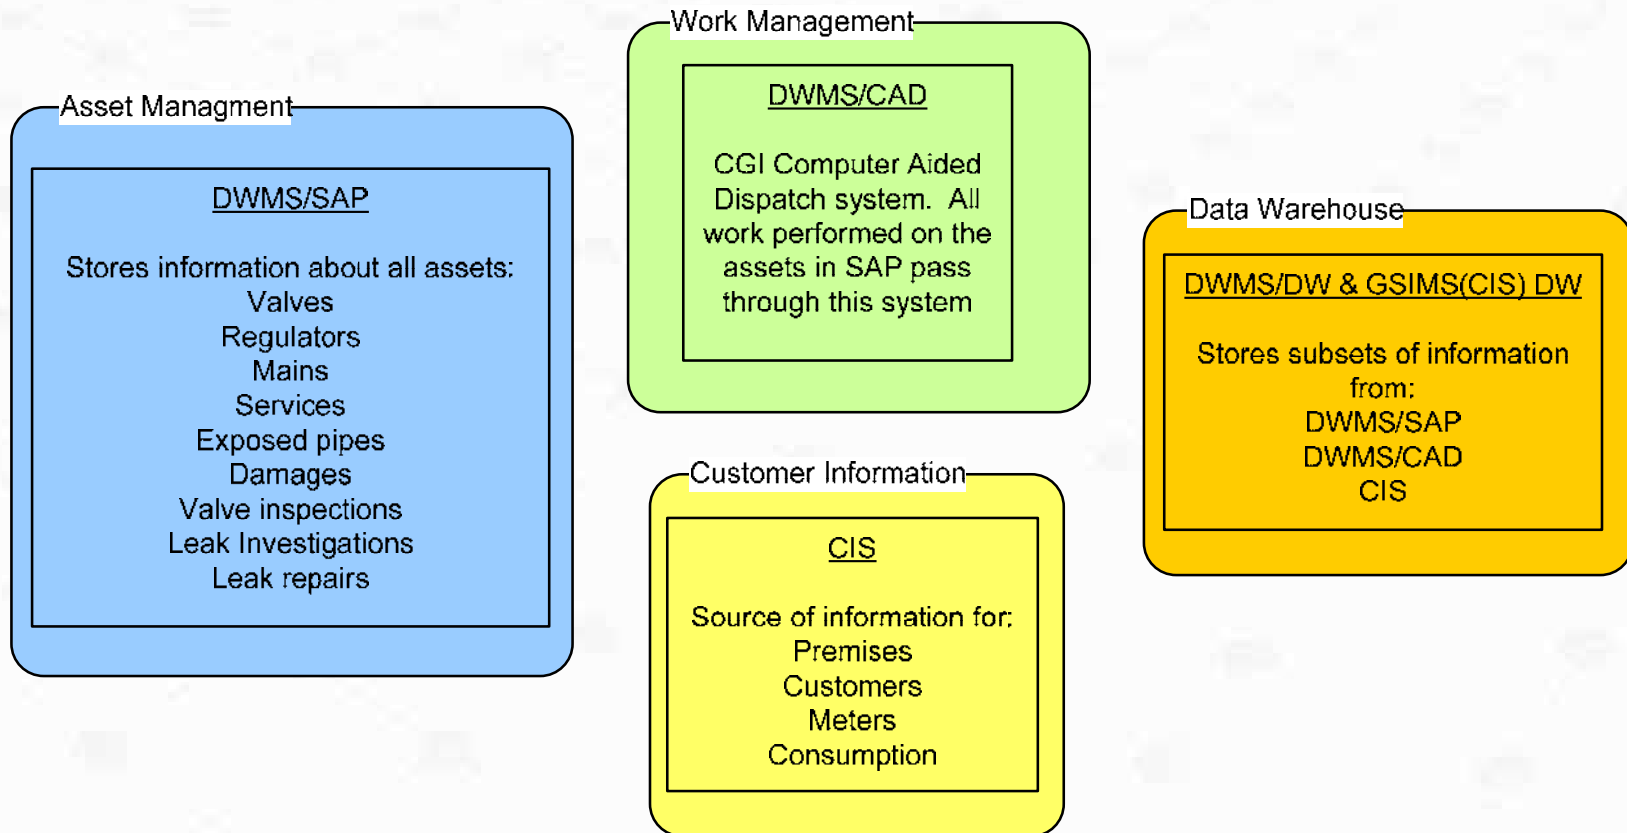 Work Management
DWMS/CAD
CGI Computer Aided
Dispatch system.  All
work performed on the
assets in SAP pass
through this system
Asset Managment
DWMS/SAP
Stores information about all assets:
Valves
Regulators
Mains
Services
Exposed pipes
Damages
Valve inspections
Leak Investigations
Leak repairs
Data Warehouse
DWMS/DW & GSIMS(CIS) DW
Stores subsets of information
from:
DWMS/SAP
DWMS/CAD
CIS
Customer Information
CIS
Source of information for:
Premises
Customers
Meters
Consumption